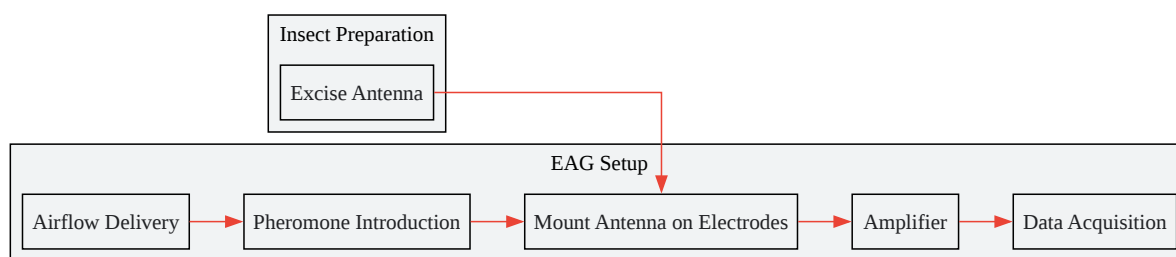 Insect Preparation
Excise Antenna
EAG Setup
Airflow Delivery
Pheromone Introduction
Mount Antenna on Electrodes
Amplifier
Data Acquisition